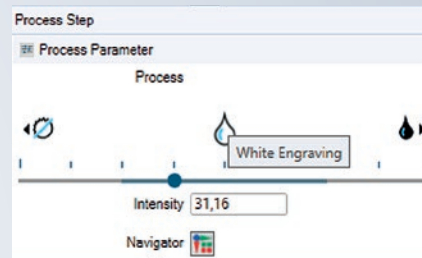 Process Step
Process Parameter
Process
White Engraving
Intensity 31,16
Navigator